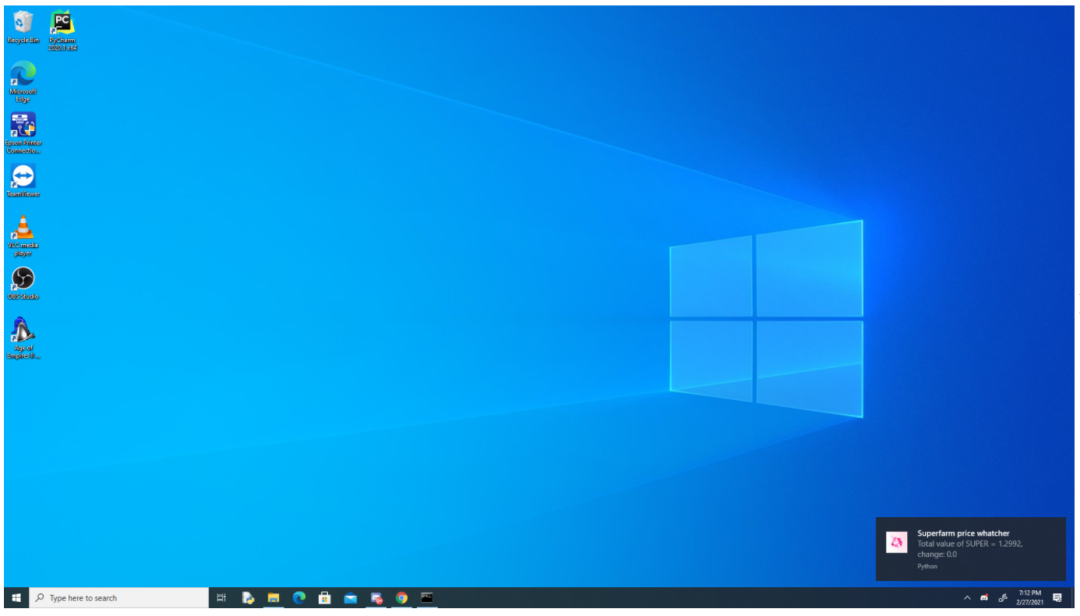 Recycle Bin
PC
PyCharm
2020.3 x64
Microsoft
Edge
Epson Printer
Connectio...
TeamViewer
VLC media
player
OBS Studio
Age of
Empires II ...
Superfarm price whatcher
Total value of SUPER = 1.2992,
change: 0.0
Python
Type here to search
7:12 PM
2/27/2021